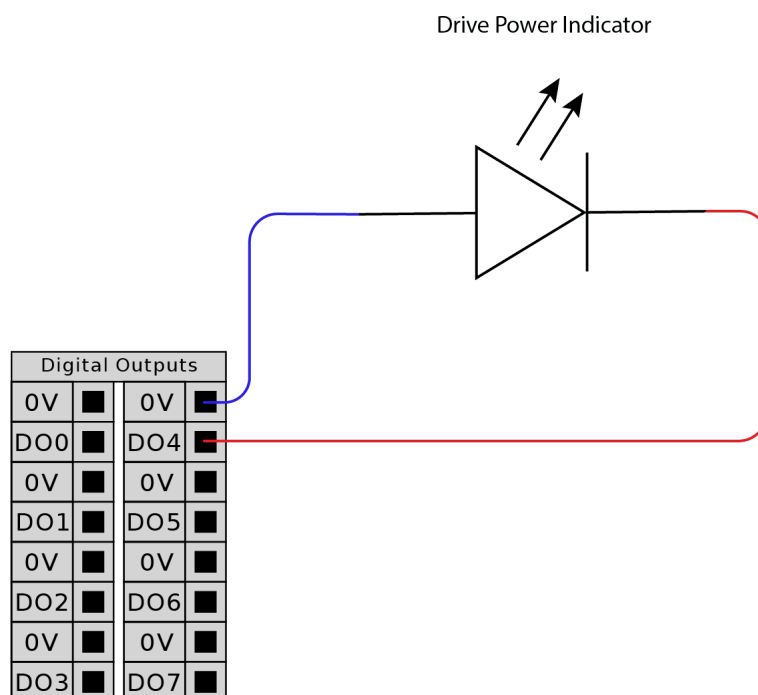 Drive Power Indicator
Digital Outputs
0V 0V
DO0 DO4
0V 0V
DO1 DO5
0V 0V
DO2 DO6
0V 0V
DO3 DO7